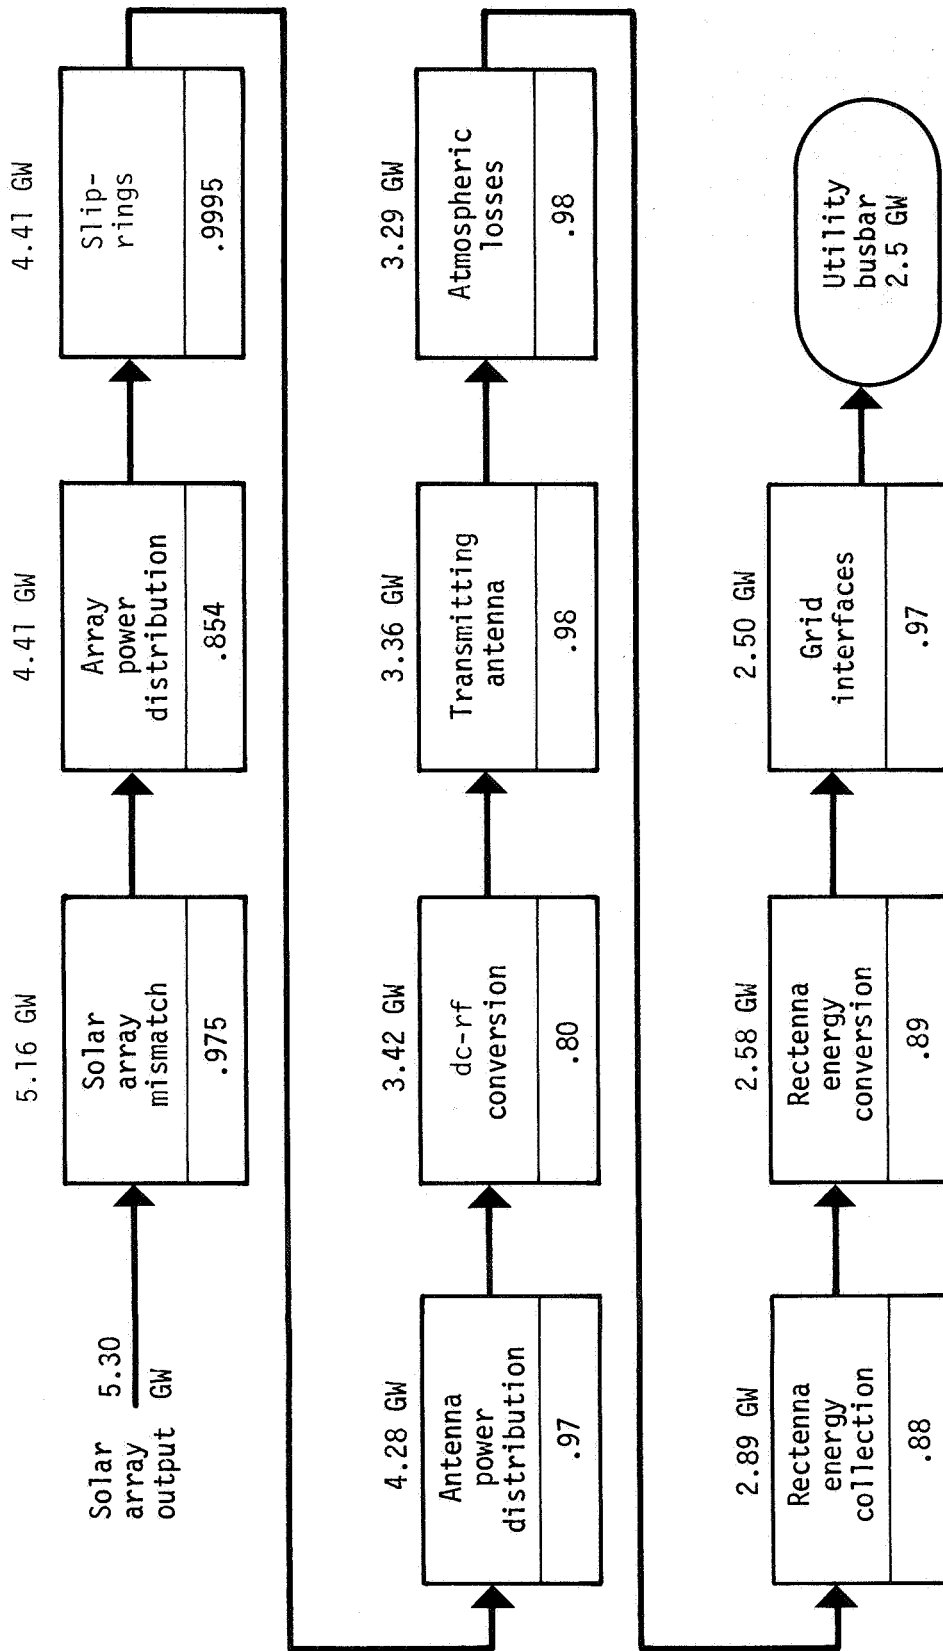 Solar
array
output
5.30
GW
5.16 GW
Solar
array
mismatch
.975
4.41 GW
Array
power
distribution
.854
4.41 GW
Slip-
rings
.9995
4.28 GW
Antenna
power
distribution
.97
3.42 GW
dc-rf
conversion
.80
3.36 GW
Transmitting
antenna
.98
3.29 GW
Atmospheric
losses
.98
2.89 GW
Rectenna
energy
collection
.88
2.58 GW
Rectenna
energy
conversion
.89
2.50 GW
Grid
interfaces
.97
Utility
busbar
2.5 GW